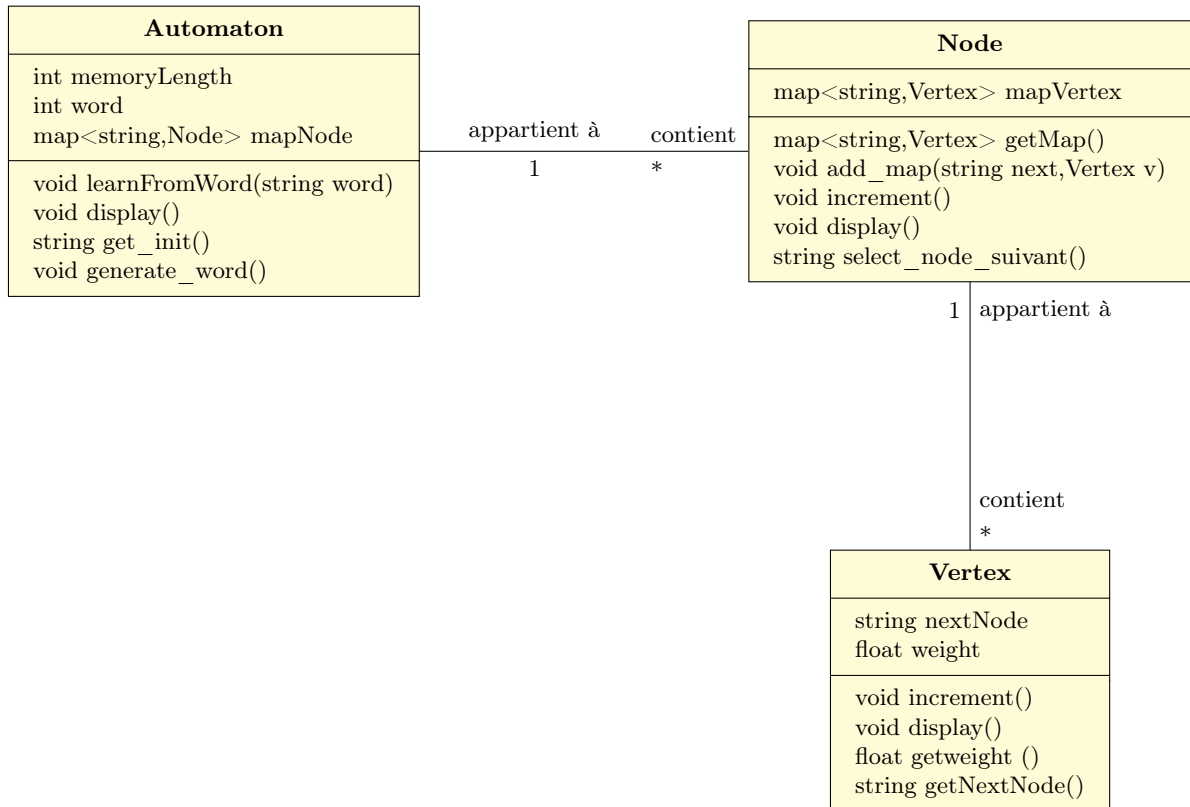 Automaton
int memoryLength
int word
map<string,Node> mapNode
void learnFromWord(string word)
void display()
string get_init()
void generate_word()
appartient à
1
contient
*
Node
map<string,Vertex> mapVertex
map<string,Vertex> getMap()
void add_map(string next,Vertex v)
void increment()
void display()
string select_node_suivant()
1
appartient à
contient
*
Vertex
string nextNode
float weight
void increment()
void display()
float getweight ()
string getNextNode()